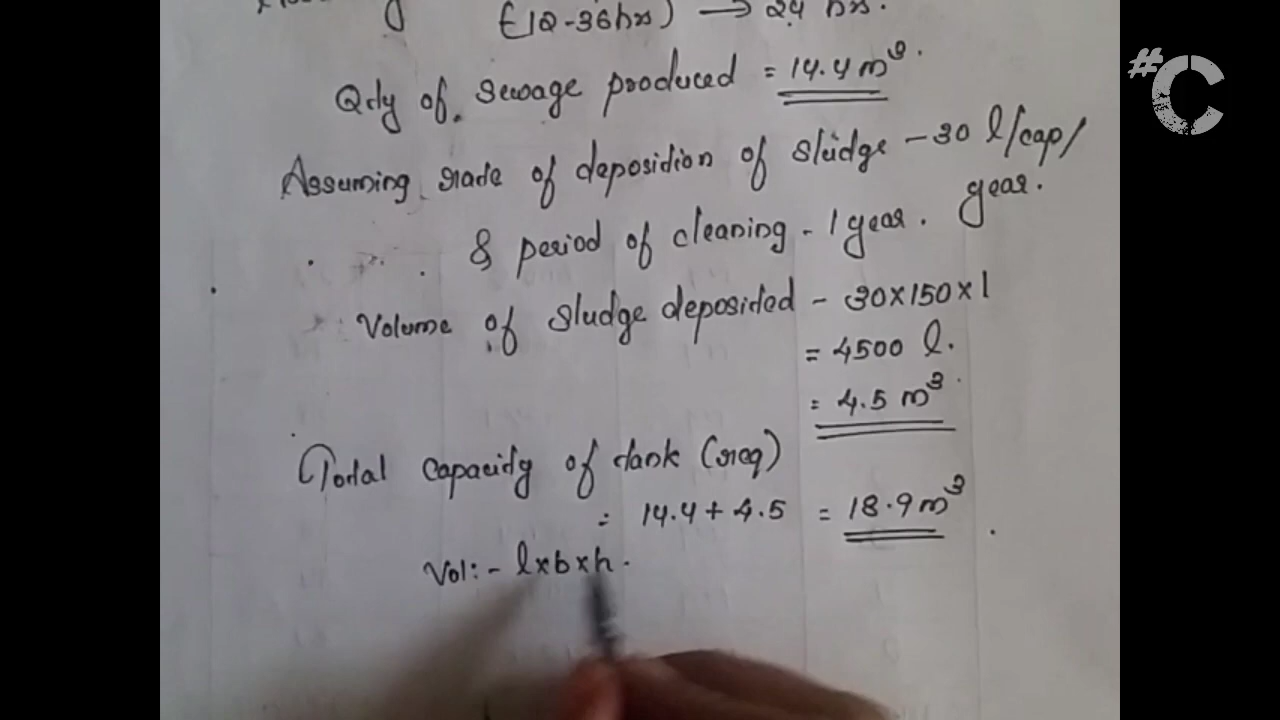 (12-36hrs) → 24 hrs.
Qty of sewage produced = 14.4 m³.
Assuming rate of deposition of sludge - 30 l/cap/
year.
& period of cleaning - 1 year.
Volume of sludge deposited - 30×150×1
= 4500 l.
= 4.5 m³
Total capacity of tank (req)
= 14.4 + 4.5 = 18.9 m³
Vol:- l×b×h.
#C